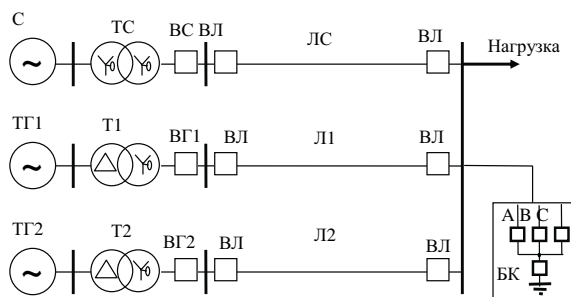 С ТС ВС ВЛ ЛС ВЛ Нагрузка
ТГ1 Т1 ВГ1 ВЛ Л1 ВЛ
ТГ2 Т2 ВГ2 ВЛ Л2 ВЛ
А В С
БК